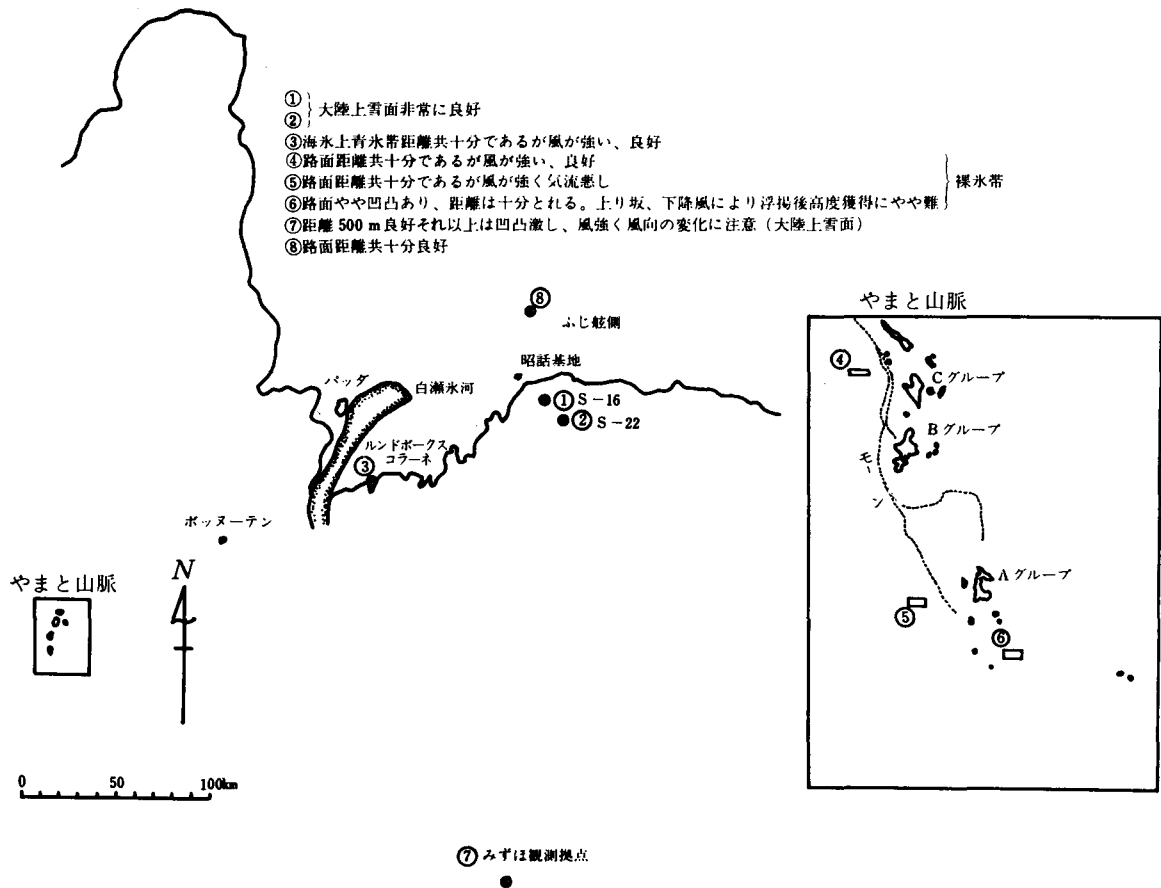 ①
② 大陸上雪面非常に良好
③海氷上青氷帯距離共十分であるが風が強い、良好
④路面距離共十分であるが風が強い、良好
⑤路面距離共十分であるが風が強く気流悪し
⑥路面やや凹凸あり、距離は十分とれる。上り坂、下降風により浮揚後高度獲得にやや難
裸氷帯
⑦距離500m良好それ以上は凹凸激し、風強く風向の変化に注意(大陸上雪面)
⑧路面距離共十分良好
⑧
ふじ舷側
昭話基地
① S-16
② S-22
パッダ
白瀬氷河
ルンドボークス
コラーネ
③
ボッヌーテン
やまと山脈
N
0 50 100km
⑦ みずほ観測拠点
やまと山脈
④
Cグループ
Bグループ
モーン
Aグループ
⑤
⑥